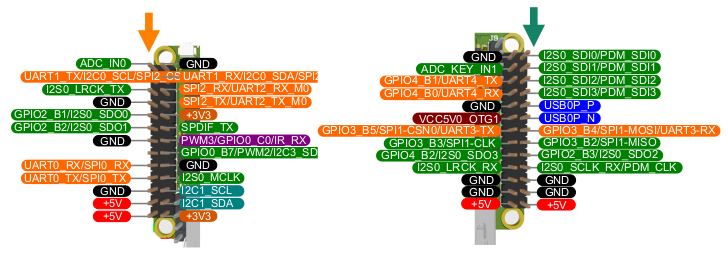 J9
ADC_IN0 GND
UART1_TX/I2C0_SCL/SPI2_CS UART1_RX/I2C0_SDA/SPI2
I2S0_LRCK_TX SPI2_RX/UART2_RX_M0
GND SPI2_TX/UART2_TX_M0
GPIO2_B1/I2S0_SDO0 +3V3
GPIO2_B2/I2S0_SDO1 SPDIF_TX
GND PWM3/GPIO0_C0/IR_RX
GPIO0_B7/PWM2/I2C3_SD
UART0_RX/SPI0_RX GND
UART0_TX/SPI0_TX I2S0_MCLK
GND I2C1_SCL
+5V I2C1_SDA
+5V +3V3
GND I2S0_SDI0/PDM_SDI0
ADC_KEY_IN1 I2S0_SDI1/PDM_SDI1
GPIO4_B1/UART4_TX I2S0_SDI2/PDM_SDI2
GPIO4_B0/UART4_RX I2S0_SDI3/PDM_SDI3
GND USB0P_P
VCC5V0_OTG1 USB0P_N
GPIO3_B5/SPI1-CSN0/UART3-TX GPIO3_B4/SPI1-MOSI/UART3-RX
GPIO3_B3/SPI1-CLK GPIO3_B2/SPI1-MISO
GPIO4_B2/I2S0_SDO3 GPIO2_B3/I2S0_SDO2
I2S0_LRCK_RX I2S0_SCLK_RX/PDM_CLK
GND GND
GND GND
+5V +5V